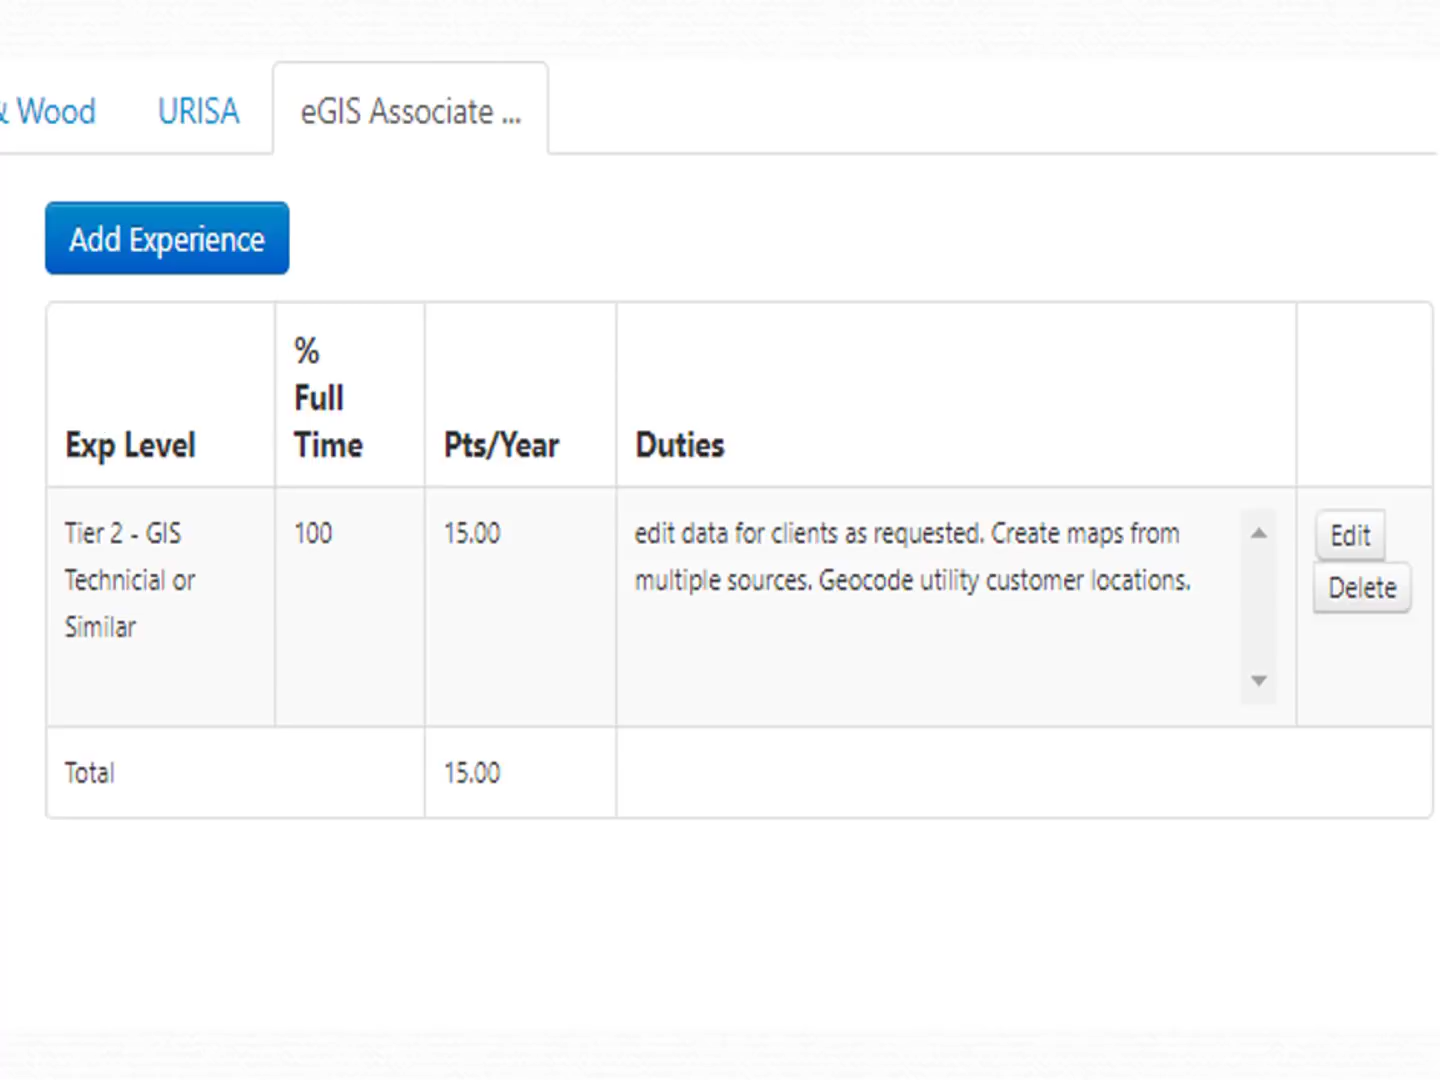 & Wood URISA eGIS Associate ...
Add Experience
%
Full
Exp Level Time Pts/Year Duties
Tier 2 - GIS 100 15.00 edit data for clients as requested. Create maps from Edit
Technicial or multiple sources. Geocode utility customer locations. Delete
Similar
Total 15.00